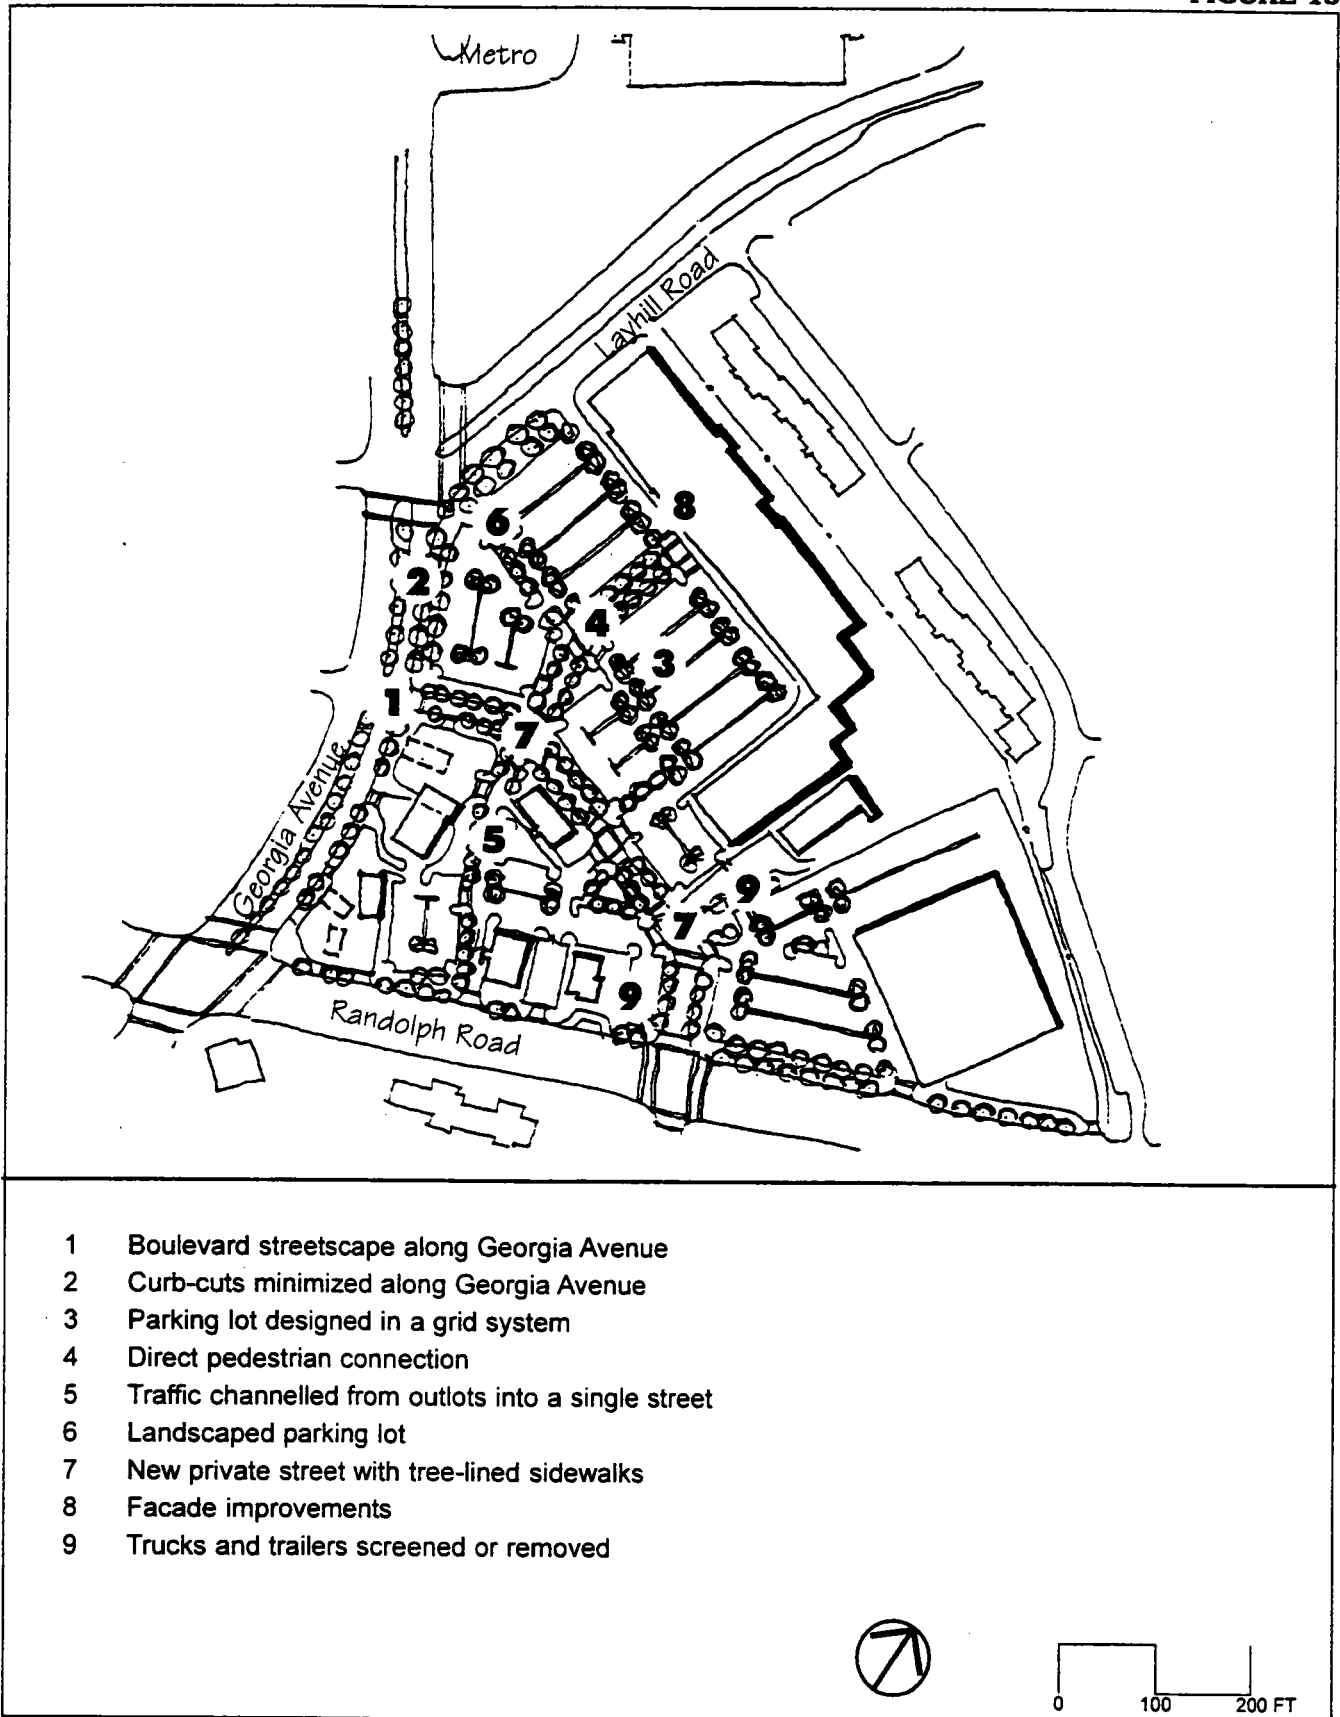 Metro
Layhill Road
6
8
2
4
3
1
7
Georgia Avenue
5
9
7
9
Randolph Road
1 Boulevard streetscape along Georgia Avenue
2 Curb-cuts minimized along Georgia Avenue
3 Parking lot designed in a grid system
4 Direct pedestrian connection
5 Traffic channelled from outlots into a single street
6 Landscaped parking lot
7 New private street with tree-lined sidewalks
8 Facade improvements
9 Trucks and trailers screened or removed
0 100 200 FT